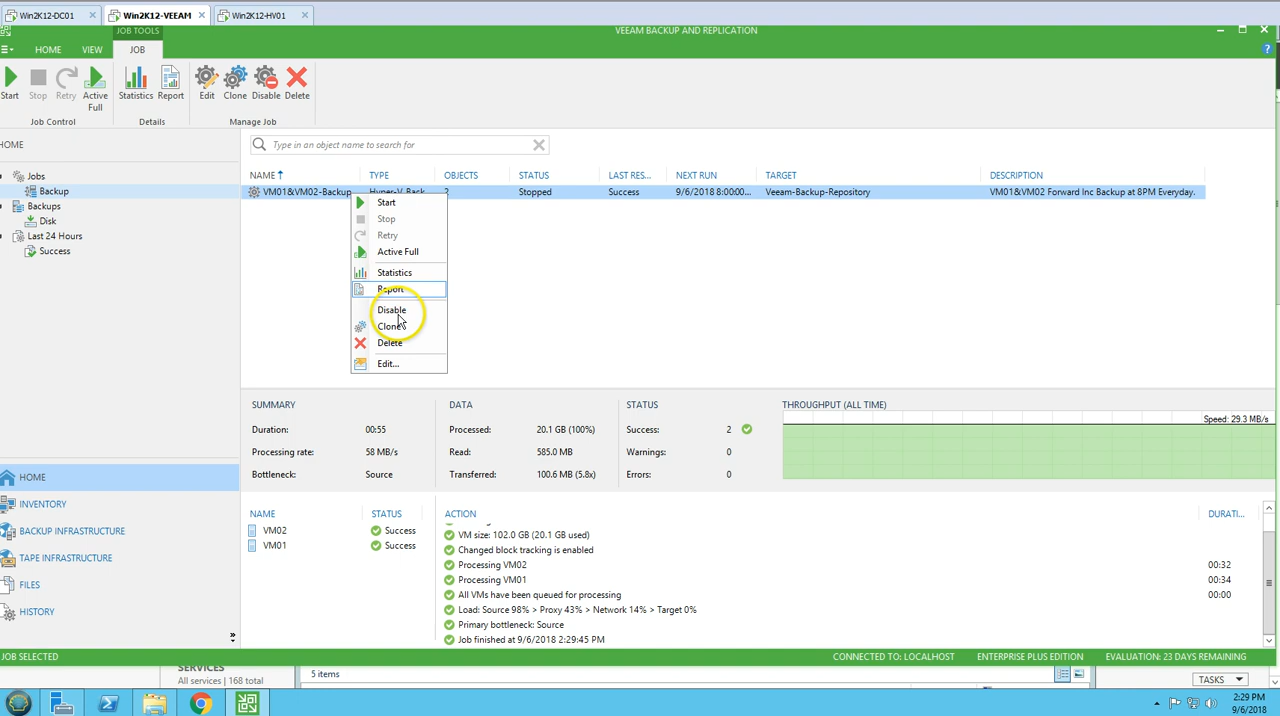 Win2K12-DC01 Win2K12-VEEAM Win2K12-HV01
JOB TOOLS VEEAM BACKUP AND REPLICATION
HOME VIEW JOB
Start Stop Retry Active Full Statistics Report Edit Clone Disable Delete
Job Control Details Manage Job
HOME
Type in an object name to search for
Jobs
Backup
Backups
Disk
Last 24 Hours
Success
NAME TYPE OBJECTS STATUS LAST RES... NEXT RUN TARGET DESCRIPTION
VM01&VM02-Backup Hyper-V Back 2 Stopped Success 9/6/2018 8:00:00... Veeam-Backup-Repository VM01&VM02 Forward Inc Backup at 8PM Everyday.
Start
Stop
Retry
Active Full
Statistics
Report
Disable
Clone
Delete
Edit...
SUMMARY DATA STATUS THROUGHPUT (ALL TIME)
Speed: 29.3 MB/s
Duration: 00:55 Processed: 20.1 GB (100%) Success: 2
Processing rate: 58 MB/s Read: 585.0 MB Warnings: 0
Bottleneck: Source Transferred: 100.6 MB (5.8x) Errors: 0
HOME
INVENTORY
BACKUP INFRASTRUCTURE
TAPE INFRASTRUCTURE
FILES
HISTORY
NAME STATUS ACTION DURATI...
VM02 Success
VM01 Success
VM size: 102.0 GB (20.1 GB used)
Changed block tracking is enabled
Processing VM02 00:32
Processing VM01 00:34
All VMs have been queued for processing 00:00
Load: Source 98% > Proxy 43% > Network 14% > Target 0%
Primary bottleneck: Source
Job finished at 9/6/2018 2:29:45 PM
JOB SELECTED CONNECTED TO: LOCALHOST ENTERPRISE PLUS EDITION EVALUATION: 23 DAYS REMAINING
SERVICES
All services | 168 total 5 items TASKS
2:29 PM
9/6/2018